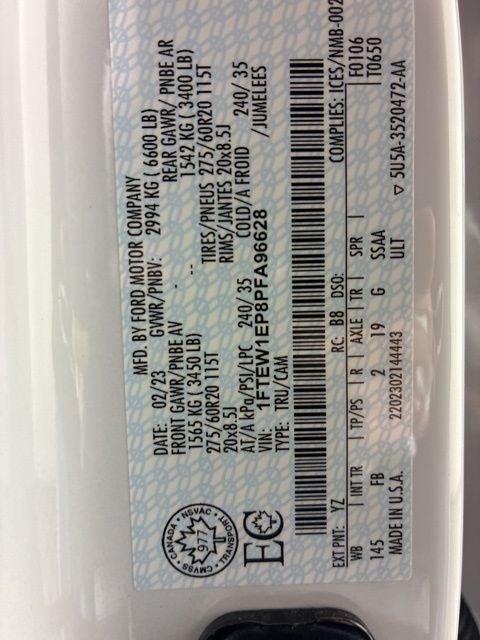 MFD. BY FORD MOTOR COMPANY
DATE: 02/23 GVWR/PNBV: 2994 KG ( 6600 LB)
FRONT GAWR/PNBE AV REAR GAWR/ PNBE AR
1565 KG ( 3450 LB) 1542 KG ( 3400 LB)
275/60R20 115T TIRES/PNEUS 275/60R20 115T
20x8.5J RIMS/JANTES 20x8.5J
AT/A kPa/PSI/LPC 240/ 35 COLD/A FROID 240/ 35
VIN: 1FTEW1EP8PFA96628 /JUMELEES
TYPE: TRU/CAM
CANADA • NSVAC • TRANSPORT • CMVSS
977
EC
COMPLIES: ICES/NMB-002
EXT PNT: YZ RC: B8 DSO: F0106
WB INT TR TP/PS R AXLE TR SPR T0650
145 FB 2 19 G SSAA
ULT
2202302144443
MADE IN U.S.A. ▽ 5U5A-3520472-AA